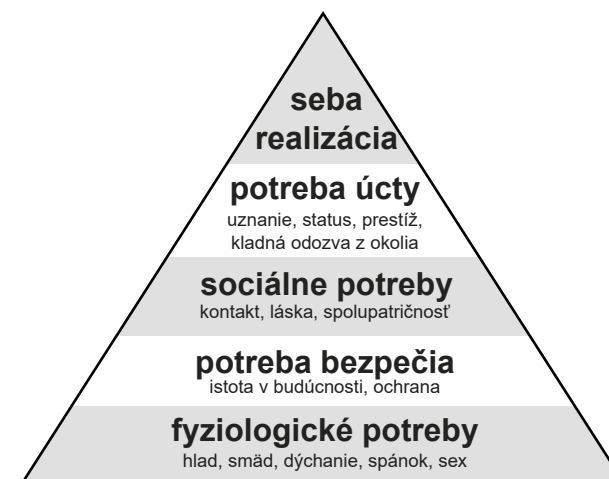 seba
realizácia
potreba úcty
uznanie, status, prestíž,
kladná odozva z okolia
sociálne potreby
kontakt, láska, spolupatričnosť
potreba bezpečia
istota v budúcnosti, ochrana
fyziologické potreby
hlad, smäd, dýchanie, spánok, sex